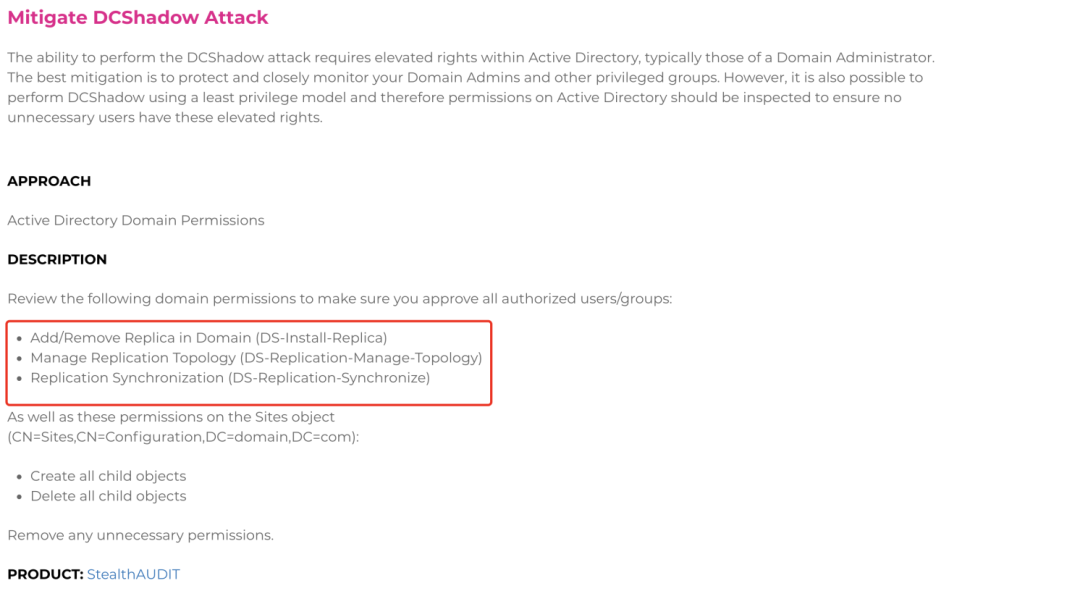 Mitigate DCShadow Attack
The ability to perform the DCShadow attack requires elevated rights within Active Directory, typically those of a Domain Administrator.
The best mitigation is to protect and closely monitor your Domain Admins and other privileged groups. However, it is also possible to
perform DCShadow using a least privilege model and therefore permissions on Active Directory should be inspected to ensure no
unnecessary users have these elevated rights.
APPROACH
Active Directory Domain Permissions
DESCRIPTION
Review the following domain permissions to make sure you approve all authorized users/groups:
• Add/Remove Replica in Domain (DS-Install-Replica)
• Manage Replication Topology (DS-Replication-Manage-Topology)
• Replication Synchronization (DS-Replication-Synchronize)
As well as these permissions on the Sites object
(CN=Sites,CN=Configuration,DC=domain,DC=com):
• Create all child objects
• Delete all child objects
Remove any unnecessary permissions.
PRODUCT: StealthAUDIT